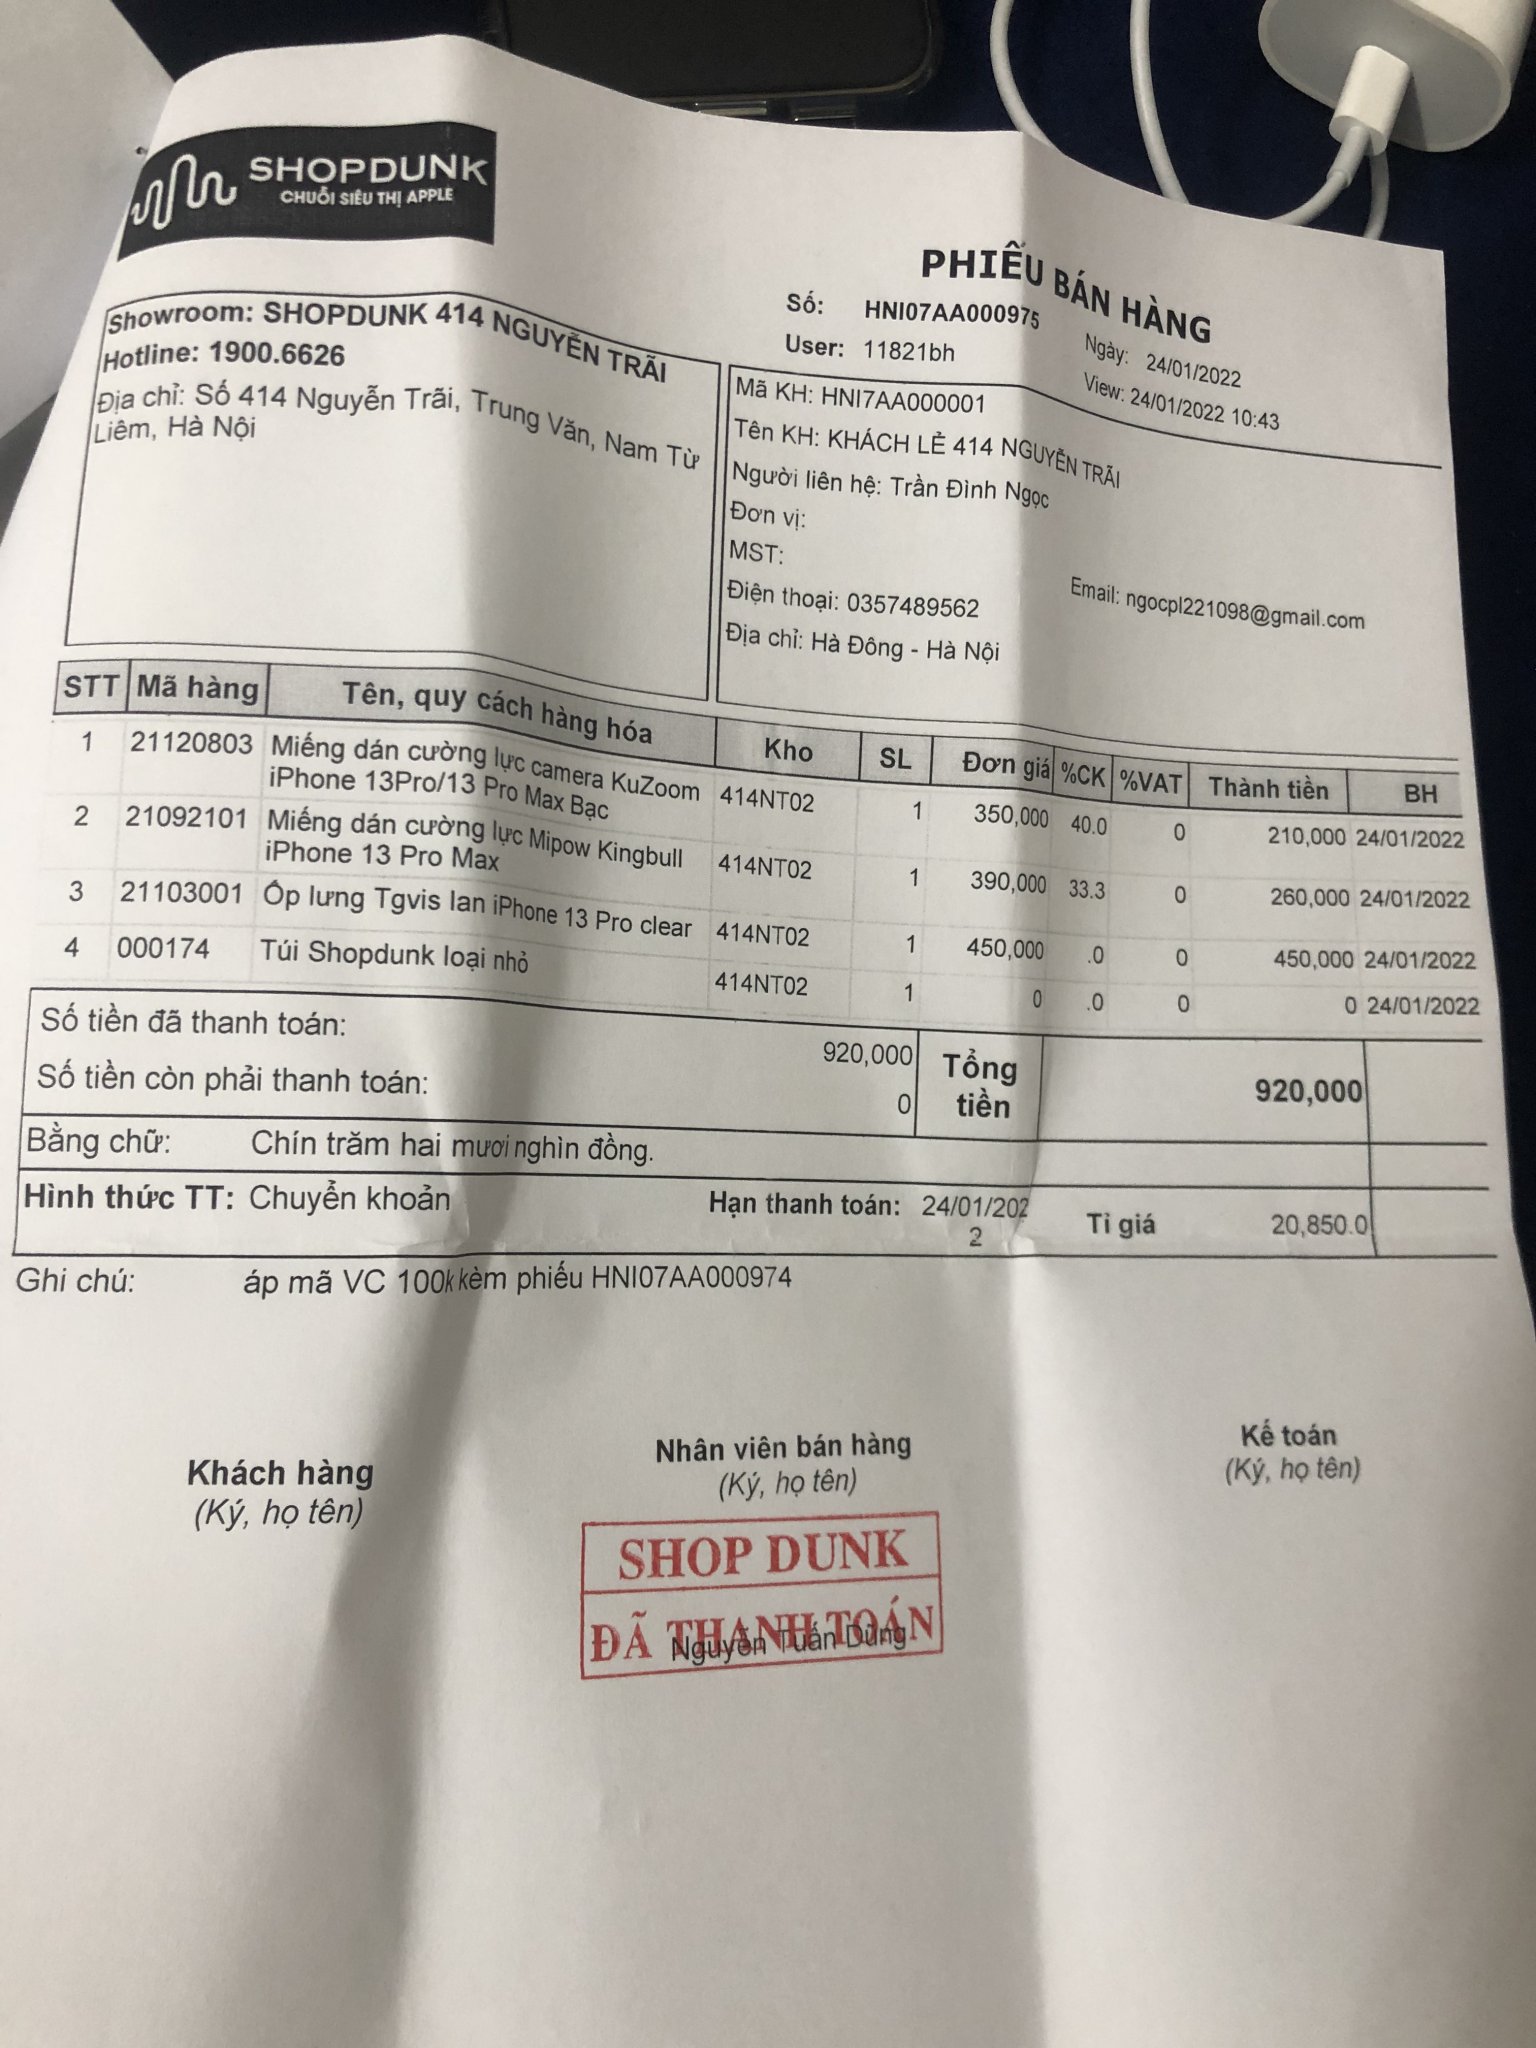 SHOPDUNK
CHUỖI SIÊU THỊ APPLE
PHIẾU BÁN HÀNG
Số: HNI07AA000975
Ngày: 24/01/2022
User: 11821bh
View: 24/01/2022 10:43
Showroom: SHOPDUNK 414 NGUYỄN TRÃI
Hotline: 1900.6626
Địa chỉ: Số 414 Nguyễn Trãi, Trung Văn, Nam Từ
Liêm, Hà Nội
Mã KH: HNI7AA000001
Tên KH: KHÁCH LẺ 414 NGUYỄN TRÃI
Người liên hệ: Trần Đình Ngọc
Đơn vị:
MST:
Điện thoại: 0357489562 Email: ngocpl221098@gmail.com
Địa chỉ: Hà Đông - Hà Nội
STT Mã hàng Tên, quy cách hàng hóa Kho SL Đơn giá %CK %VAT Thành tiền BH
1 21120803 Miếng dán cường lực camera KuZoom 414NT02 1 350,000 40.0 0 210,000 24/01/2022
iPhone 13Pro/13 Pro Max Bạc
2 21092101 Miếng dán cường lực Mipow Kingbull 414NT02 1 390,000 33.3 0 260,000 24/01/2022
iPhone 13 Pro Max
3 21103001 Ốp lưng Tgvis lan iPhone 13 Pro clear 414NT02 1 450,000 .0 0 450,000 24/01/2022
4 000174 Túi Shopdunk loại nhỏ 414NT02 1 0 .0 0 0 24/01/2022
Số tiền đã thanh toán: 920,000
Số tiền còn phải thanh toán: 0
Tổng
tiền
920,000
Bằng chữ: Chín trăm hai mươi nghìn đồng.
Hình thức TT: Chuyển khoản Hạn thanh toán: 24/01/202
2
Tỉ giá 20,850.0
Ghi chú: áp mã VC 100k kèm phiếu HNI07AA000974
Khách hàng
(Ký, họ tên)
Nhân viên bán hàng
(Ký, họ tên)
Kế toán
(Ký, họ tên)
SHOP DUNK
ĐÃ THANH TOÁN
Nguyễn Tuấn Dũng